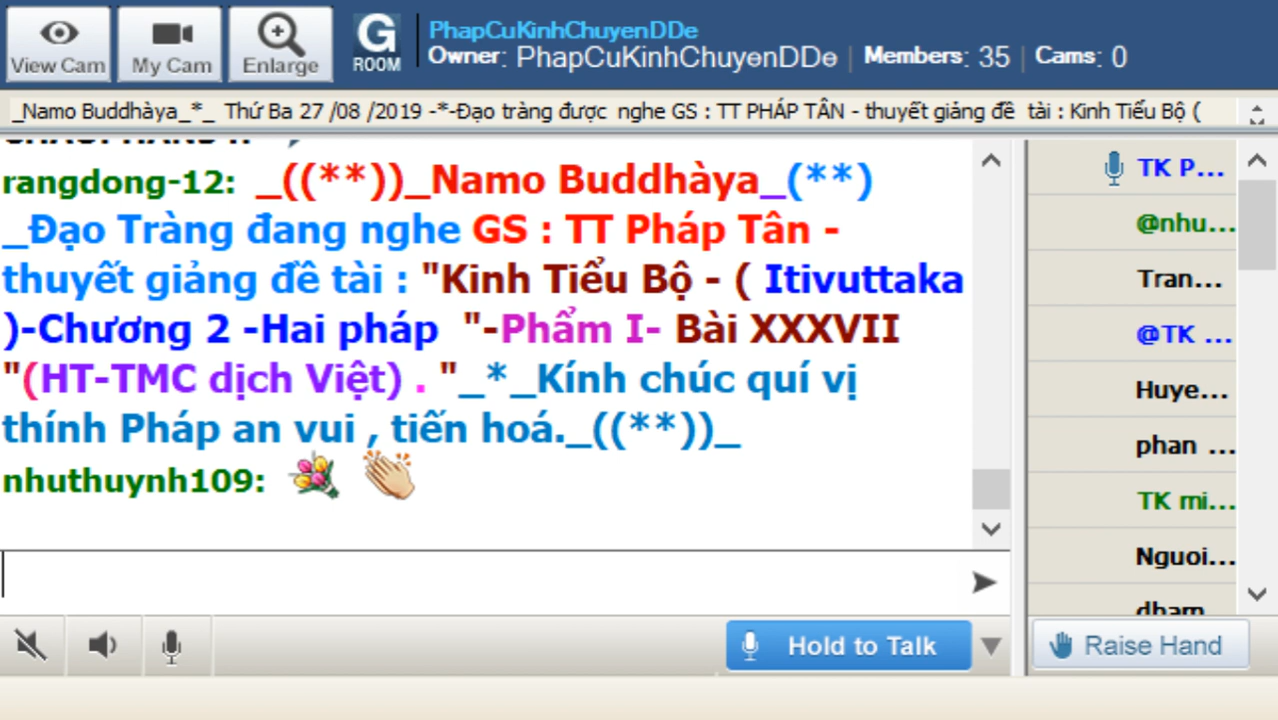 View Cam
My Cam
Enlarge
G
ROOM
PhapCuKinhChuyenDDe
Owner: PhapCuKinhChuyenDDe | Members: 35 | Cams: 0
_Namo Buddhàya_*_ Thứ Ba 27 /08 /2019 -*-Đạo tràng được nghe GS : TT PHÁP TÂN - thuyết giảng đề tài : Kinh Tiểu Bộ (
rangdong-12: _((**))_Namo Buddhàya_(**)
_Đạo Tràng đang nghe GS : TT Pháp Tân -
thuyết giảng đề tài : "Kinh Tiểu Bộ - ( Itivuttaka
)-Chương 2 -Hai pháp "-Phẩm I- Bài XXXVII
"(HT-TMC dịch Việt) . "_*_Kính chúc quí vị
thính Pháp an vui , tiến hoá._((**))_
nhuthuynh109:
TK P...
@nhu...
Tran...
@TK ...
Huye...
phan ...
TK mi...
Nguoi...
Hold to Talk
Raise Hand